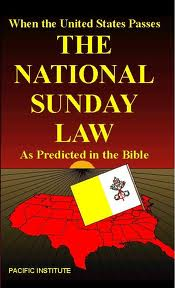 When the United States Passes
THE
NATIONAL
SUNDAY
LAW
As Predicted in the Bible
PACIFIC INSTITUTE